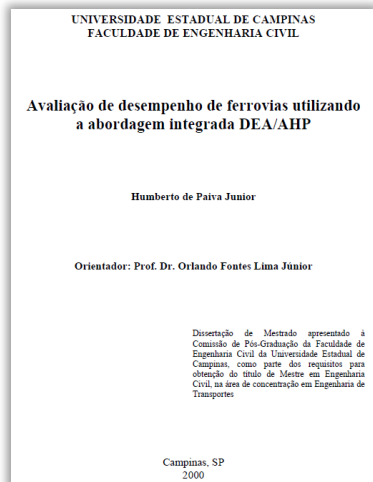 UNIVERSIDADE ESTADUAL DE CAMPINAS
FACULDADE DE ENGENHARIA CIVIL
Avaliação de desempenho de ferrovias utilizando
a abordagem integrada DEA/AHP
Humberto de Paiva Junior
Orientador: Prof. Dr. Orlando Fontes Lima Júnior
Dissertação de Mestrado apresentado à
Comissão de Pós-Graduação da Faculdade de
Engenharia Civil da Universidade Estadual de
Campinas, como parte dos requisitos para
obtenção do título de Mestre em Engenharia
Civil, na área de concentração em Engenharia de
Transportes
Campinas, SP
2000